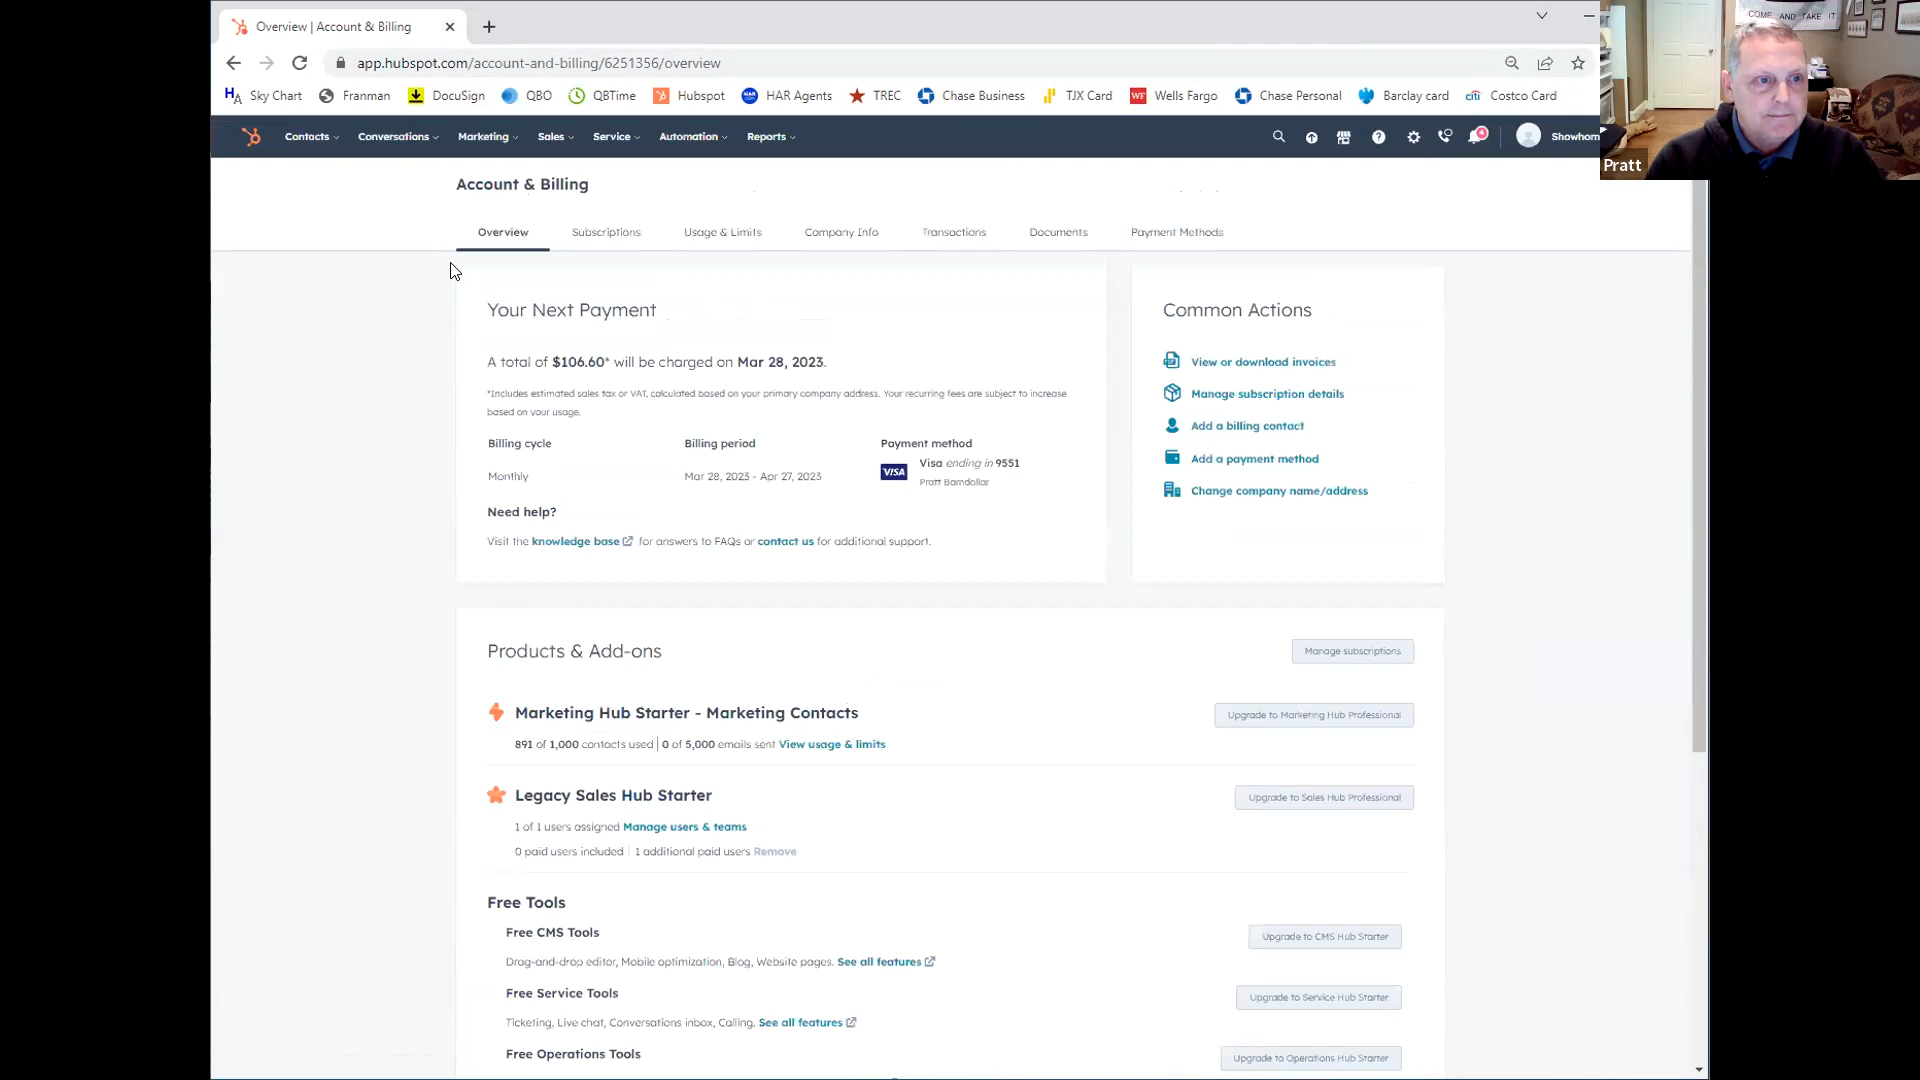 Overview | Account & Billing
app.hubspot.com/account-and-billing/6251356/overview
Sky Chart Franman DocuSign QBO QBTime Hubspot HAR Agents TREC Chase Business TJX Card Wells Fargo Chase Personal Barclay card Costco Card
COME AND TAKE IT
Contacts Conversations Marketing Sales Service Automation Reports
4
Showhom
Pratt
Account & Billing
Overview Subscriptions Usage & Limits Company Info Transactions Documents Payment Methods
Your Next Payment
A total of $106.60* will be charged on Mar 28, 2023.
*Includes estimated sales tax or VAT, calculated based on your primary company address. Your recurring fees are subject to increase
based on your usage.
Billing cycle Billing period Payment method
Monthly Mar 28, 2023 - Apr 27, 2023 VISA Visa ending in 9551
Pratt Barndollar
Need help?
Visit the knowledge base for answers to FAQs or contact us for additional support.
Common Actions
View or download invoices
Manage subscription details
Add a billing contact
Add a payment method
Change company name/address
Products & Add-ons
Manage subscriptions
Marketing Hub Starter - Marketing Contacts
Upgrade to Marketing Hub Professional
891 of 1,000 contacts used | 0 of 5,000 emails sent View usage & limits
Legacy Sales Hub Starter
Upgrade to Sales Hub Professional
1 of 1 users assigned Manage users & teams
0 paid users included | 1 additional paid users Remove
Free Tools
Free CMS Tools
Upgrade to CMS Hub Starter
Drag-and-drop editor, Mobile optimization, Blog, Website pages. See all features
Free Service Tools
Upgrade to Service Hub Starter
Ticketing, Live chat, Conversations inbox, Calling. See all features
Free Operations Tools
Upgrade to Operations Hub Starter